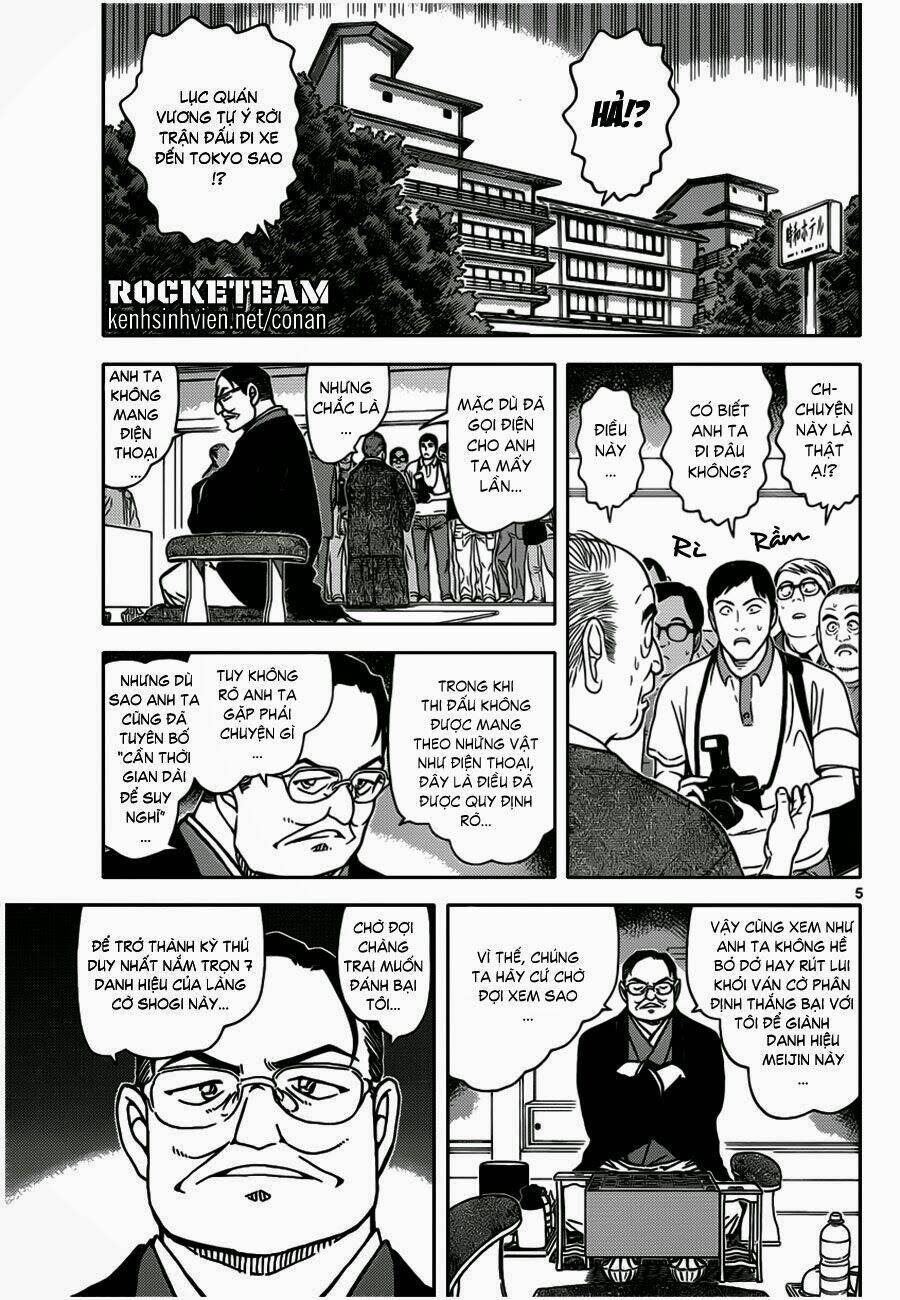 HẢ!?
LỤC QUÁN
VƯƠNG TỰ Ý RỜI
TRẬN ĐẤU ĐI XE
ĐẾN TOKYO SAO
!?
ホテル
ROCKETEAM
kenhsinhvien.net/conan
CH-
CHUYỆN
NÀY LÀ
THẬT
Ạ!?
CÓ BIẾT
ANH TA
ĐI ĐÂU
KHÔNG?
ĐIỀU
NÀY ...
...
RÌ
RẦM
MẶC DÙ ĐÃ
GỌI ĐIỆN
CHO ANH
TA MẤY
LẦN...
NHƯNG
CHẮC LÀ
...
ANH TA
KHÔNG
MANG
ĐIỆN
THOẠI
...
TRONG KHI
THI ĐẤU KHÔNG
ĐƯỢC MANG
THEO NHỮNG VẬT
NHƯ ĐIỆN THOẠI,
ĐÂY LÀ ĐIỀU ĐÃ
ĐƯỢC QUY ĐỊNH
RÕ...
TUY KHÔNG
RÕ ANH TA
GẶP PHẢI
CHUYỆN GÌ
...
NHƯNG DÙ
SAO ANH TA
CŨNG ĐÃ
TUYÊN BỐ
"CẦN THỜI
GIAN DÀI
ĐỂ SUY
NGHĨ"
...
5
VẬY CŨNG XEM NHƯ
ANH TA KHÔNG HỀ
BỎ DỞ HAY RÚT LUI
KHỎI VÁN CỜ PHÂN
ĐỊNH THẮNG BẠI VỚI
TÔI ĐỂ GIÀNH
DANH HIỆU
MEIJIN NÀY
...
VÌ THẾ, CHÚNG
TA HÃY CỨ CHỜ
ĐỢI XEM SAO
...
CHỜ ĐỢI
CHÀNG
TRAI MUỐN
ĐÁNH BẠI
TÔI...
ĐỂ TRỞ THÀNH KỲ THỦ
DUY NHẤT NẮM TRỌN 7
DANH HIỆU CỦA LÀNG
CỜ SHOGI NÀY...